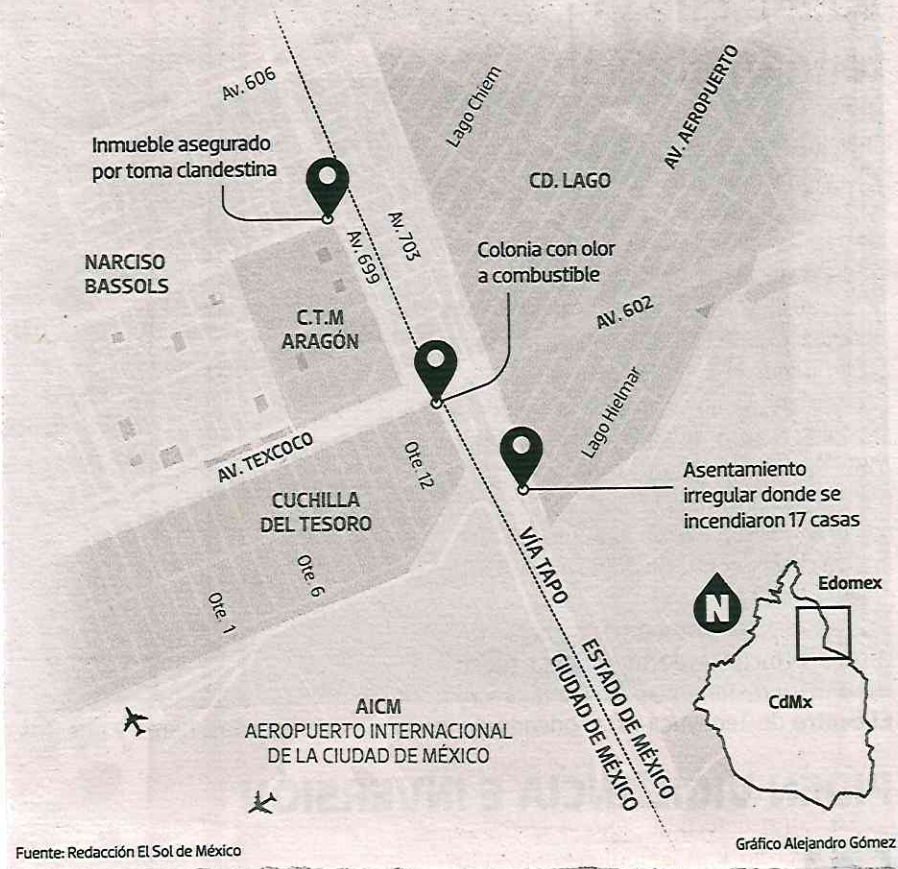 Av. 606
Lago Chiem
AV. AEROPUERTO
Inmueble asegurado
por toma clandestina
CD. LAGO
Av. 703
Av. 699
Colonia con olor
a combustible
NARCISO
BASSOLS
C.T.M
ARAGÓN
AV. 602
Lago Hielmar
AV. TEXCOCO
Ote. 12
Asentamiento
irregular donde se
incendiaron 17 casas
CUCHILLA
DEL TESORO
VÍA TAPO
Ote. 6
Ote. 1
N
Edomex
CdMx
ESTADO DE MÉXICO
CIUDAD DE MÉXICO
AICM
AEROPUERTO INTERNACIONAL
DE LA CIUDAD DE MÉXICO
Fuente: Redacción El Sol de México
Gráfico Alejandro Gómez